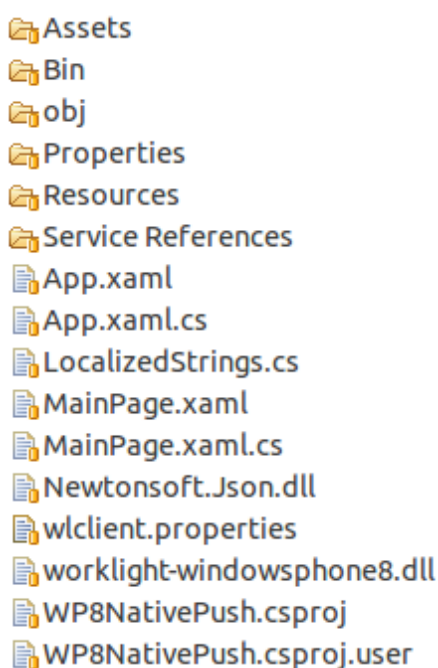 Assets
Bin
obj
Properties
Resources
Service References
App.xaml
App.xaml.cs
LocalizedStrings.cs
MainPage.xaml
MainPage.xaml.cs
Newtonsoft.Json.dll
wlclient.properties
worklight-windowsphone8.dll
WP8NativePush.csproj
WP8NativePush.csproj.user